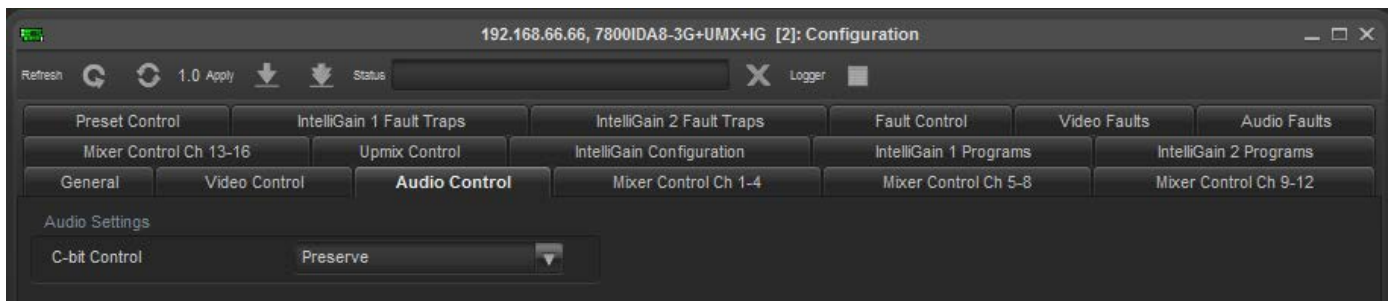 192.168.66.66, 7800IDA8-3G+UMX+IG [2]: Configuration
Refresh 1.0 Apply Status Logger
Preset Control IntelliGain 1 Fault Traps IntelliGain 2 Fault Traps Fault Control Video Faults Audio Faults
Mixer Control Ch 13-16 Upmix Control IntelliGain Configuration IntelliGain 1 Programs IntelliGain 2 Programs
General Video Control Audio Control Mixer Control Ch 1-4 Mixer Control Ch 5-8 Mixer Control Ch 9-12
Audio Settings
C-bit Control Preserve